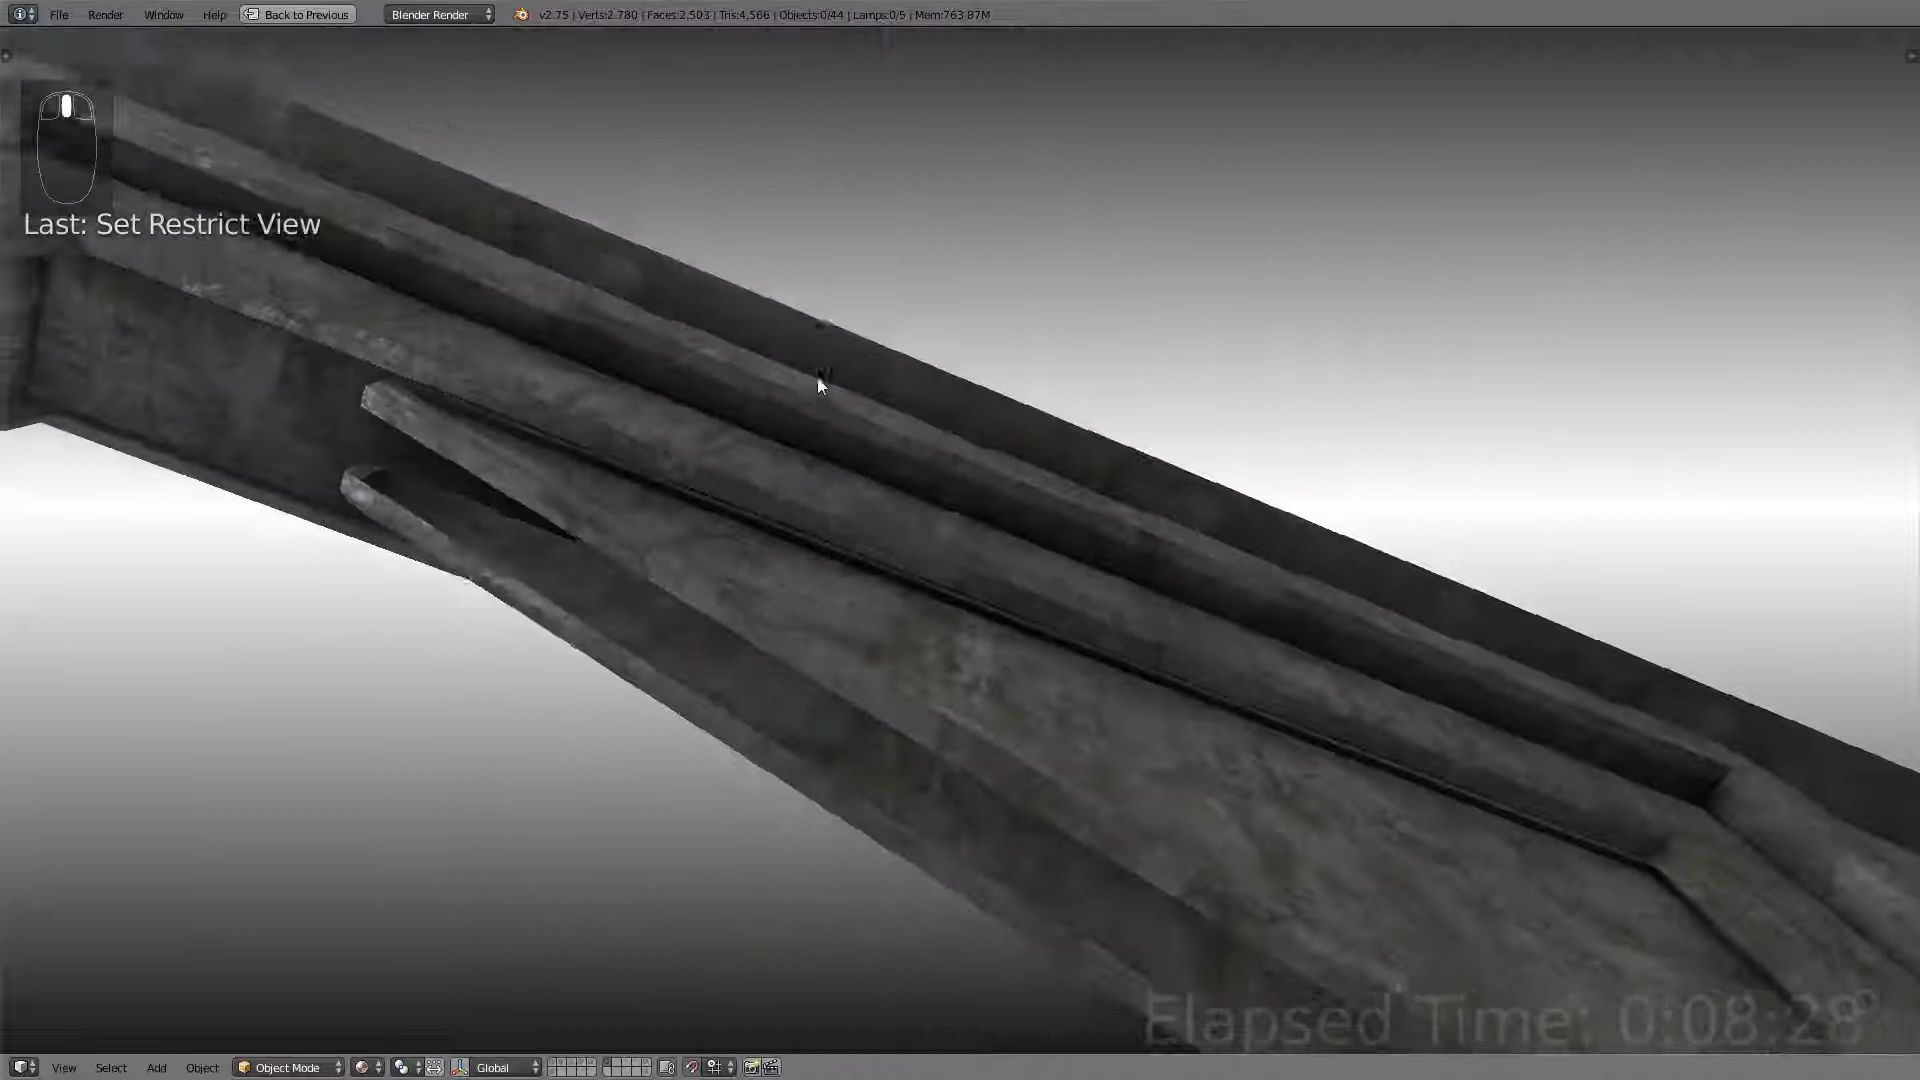 File Render Window Help Back to Previous Blender Render v2.75 | Verts:2,780 | Faces:2,503 | Tris:4,566 | Objects:0/44 | Lamps:0/5 | Mem:763.87M
Last: Set Restrict View
Elapsed Time: 0:08:28
View Select Add Object Object Mode Global